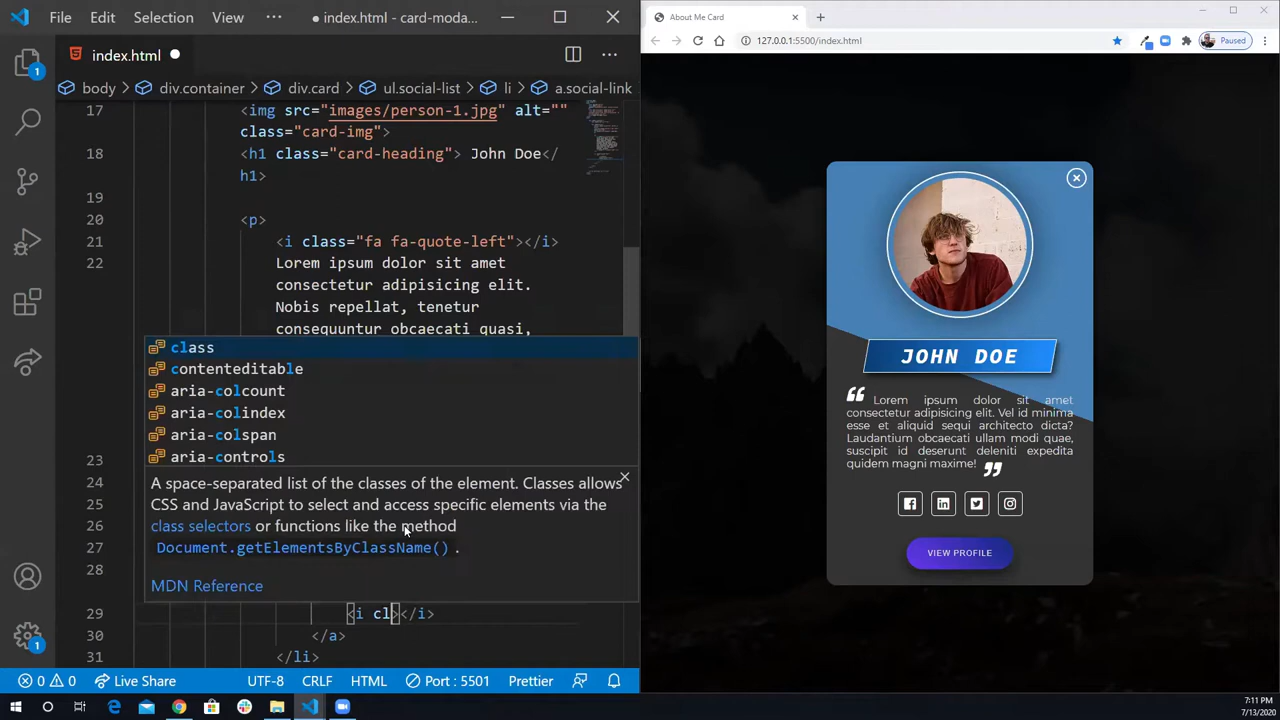 File Edit Selection View ··· ● index.html - card-moda...
index.html
body > div.container > div.card > ul.social-list > li > a.social-link
17 <img src="images/person-1.jpg" alt=""
class="card-img">
18 <h1 class="card-heading"> John Doe</
h1>
19
20 <p>
21 <i class="fa fa-quote-left"></i>
22 Lorem ipsum dolor sit amet
consectetur adipisicing elit.
Nobis repellat, tenetur
consequuntur obcaecati quasi,
class
contenteditable
aria-colcount
aria-colindex
aria-colspan
aria-controls
23
24 A space-separated list of the classes of the element. Classes allows
25 CSS and JavaScript to select and access specific elements via the
26 class selectors or functions like the method
27 Document.getElementsByClassName() .
28
MDN Reference
29 <i cl></i>
30 </a>
31 </li>
1
1
0 0 Live Share UTF-8 CRLF HTML Port : 5501 Prettier
About Me Card
127.0.0.1:5500/index.html
Paused
JOHN DOE
Lorem ipsum dolor sit amet
consectetur adipisicing elit. Vel id minima
esse et aliquid sequi architecto dicta?
Laudantium obcaecati ullam modi quae,
suscipit id deserunt deleniti expedita
quidem magni maxime!
VIEW PROFILE
7:11 PM
7/13/2020